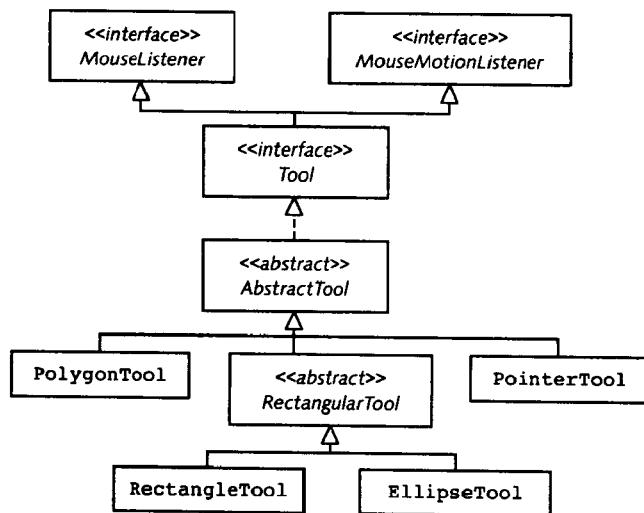 <<interface>>
MouseListener
<<interface>>
MouseMotionListener
<<interface>>
Tool
<<abstract>>
AbstractTool
PolygonTool
<<abstract>>
RectangularTool
PointerTool
RectangleTool
EllipseTool